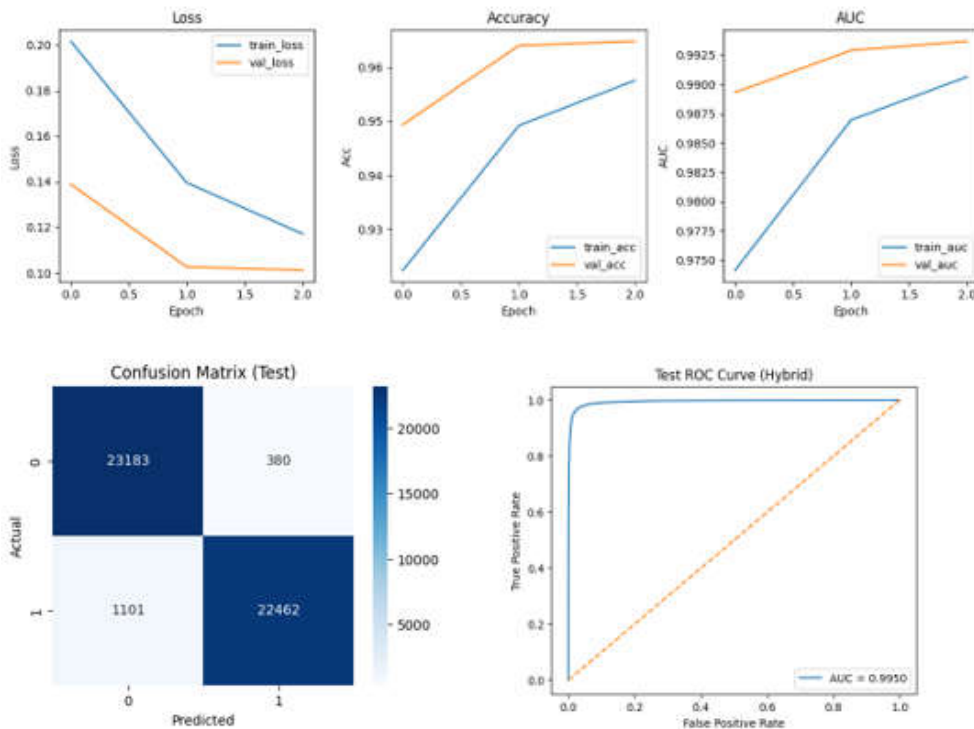 Loss
0.20
0.18
0.16
0.14
0.12
0.10
Loss
train_loss
val_loss
0.0 0.5 1.0 1.5 2.0
Epoch
Accuracy
0.96
0.95
0.94
0.93
Acc
train_acc
val_acc
0.0 0.5 1.0 1.5 2.0
Epoch
AUC
0.9925
0.9900
0.9875
0.9850
0.9825
0.9800
0.9775
0.9750
AUC
train_auc
val_auc
0.0 0.5 1.0 1.5 2.0
Epoch
Confusion Matrix (Test)
Actual
0
1
23183 380
1101 22462
0 1
Predicted
20000
15000
10000
5000
Test ROC Curve (Hybrid)
1.0
0.8
0.6
0.4
0.2
0.0
True Positive Rate
AUC = 0.9950
0.0 0.2 0.4 0.6 0.8 1.0
False Positive Rate